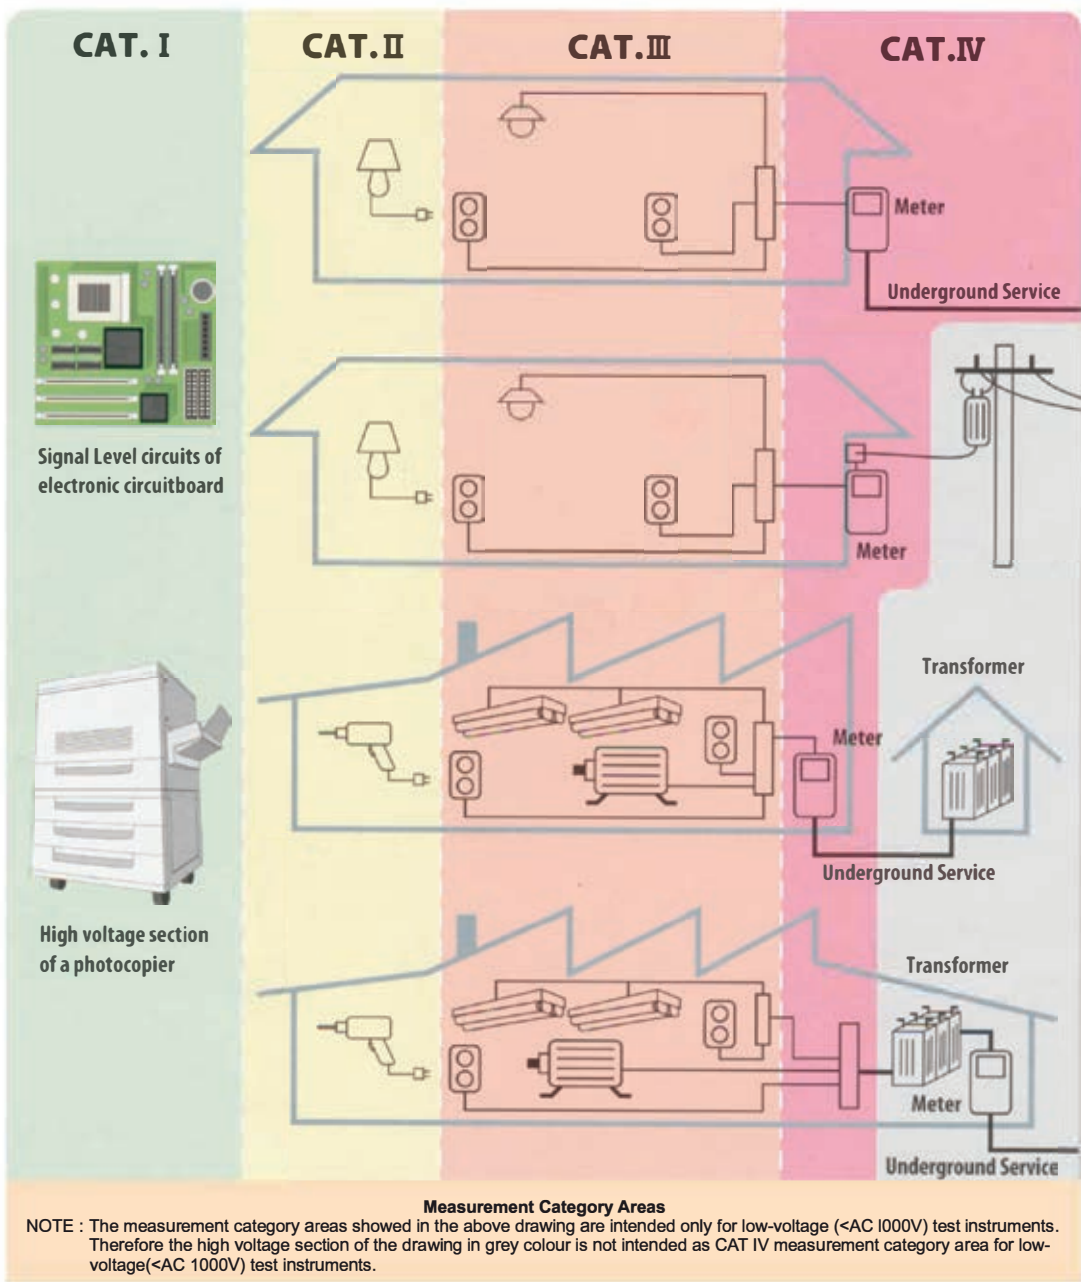 CAT. I
CAT. II
CAT. III
CAT. IV
Meter
Underground Service
Signal Level circuits of
electronic circuitboard
Meter
Transformer
Meter
Underground Service
High voltage section
of a photocopier
Transformer
Meter
Underground Service
Measurement Category Areas
NOTE : The measurement category areas showed in the above drawing are intended only for low-voltage (<AC l000V) test instruments.
Therefore the high voltage section of the drawing in grey colour is not intended as CAT IV measurement category area for low-
voltage(<AC 1000V) test instruments.